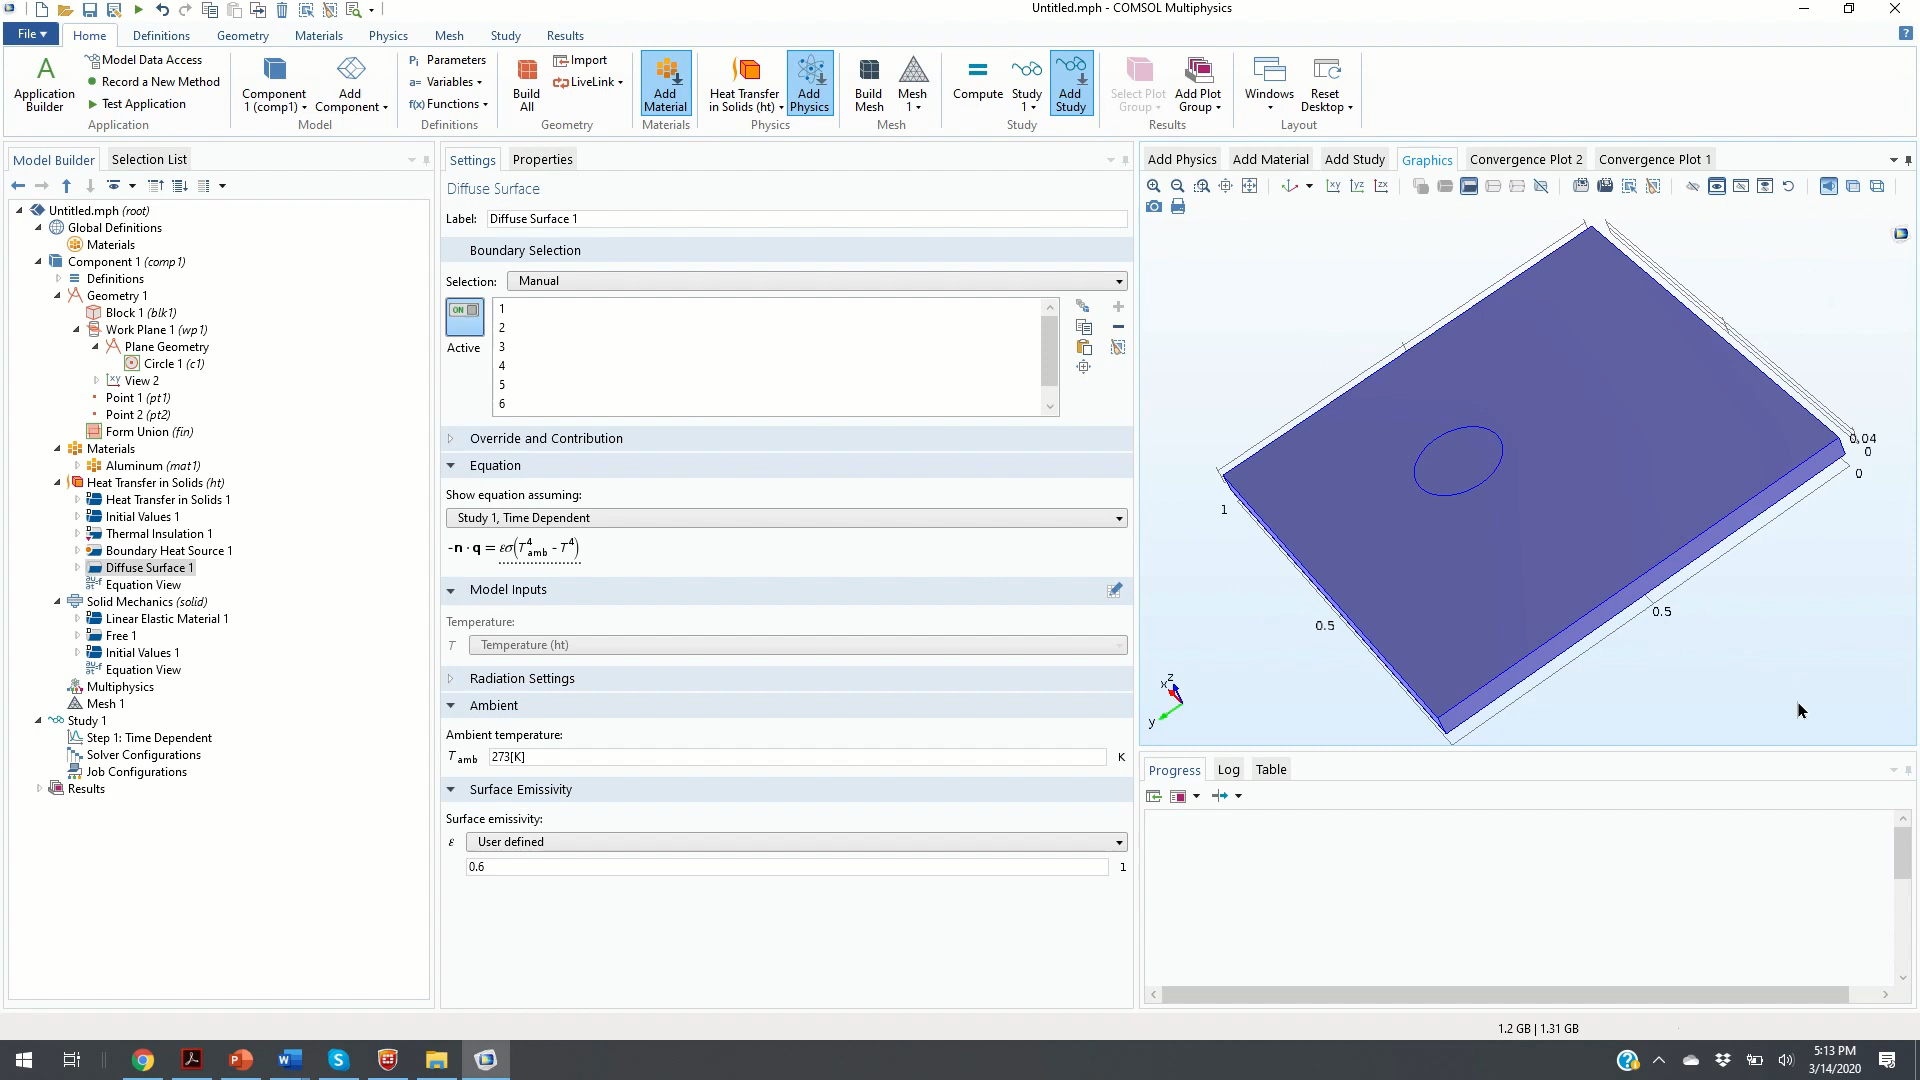 Untitled.mph - COMSOL Multiphysics
File
Home
Definitions
Geometry
Materials
Physics
Mesh
Study
Results
Application Builder
Model Data Access
Record a New Method
Test Application
Application
Component 1 (comp1)
Add Component
Model
Pi Parameters
a= Variables
f(x) Functions
Definitions
Build All
Import
LiveLink
Geometry
Add Material
Materials
Heat Transfer in Solids (ht)
Add Physics
Physics
Build Mesh
Mesh 1
Mesh
Compute
Study 1
Add Study
Study
Select Plot Group
Add Plot Group
Results
Windows
Reset Desktop
Layout
Model Builder
Selection List
Untitled.mph (root)
Global Definitions
Materials
Component 1 (comp1)
Definitions
Geometry 1
Block 1 (blk1)
Work Plane 1 (wp1)
Plane Geometry
Circle 1 (c1)
View 2
Point 1 (pt1)
Point 2 (pt2)
Form Union (fin)
Materials
Aluminum (mat1)
Heat Transfer in Solids (ht)
Heat Transfer in Solids 1
Initial Values 1
Thermal Insulation 1
Boundary Heat Source 1
Diffuse Surface 1
Equation View
Solid Mechanics (solid)
Linear Elastic Material 1
Free 1
Initial Values 1
Equation View
Multiphysics
Mesh 1
Study 1
Step 1: Time Dependent
Solver Configurations
Job Configurations
Results
Settings
Properties
Diffuse Surface
Label: Diffuse Surface 1
Boundary Selection
Selection: Manual
ON
Active
1
2
3
4
5
6
Override and Contribution
Equation
Show equation assuming:
Study 1, Time Dependent
-n · q = εσ(T⁴amb - T⁴)
Model Inputs
Temperature:
T Temperature (ht)
Radiation Settings
Ambient
Ambient temperature:
Tamb 273[K] K
Surface Emissivity
Surface emissivity:
ε User defined
0.6 1
Add Physics
Add Material
Add Study
Graphics
Convergence Plot 2
Convergence Plot 1
xy
yz
zx
0.04
0
0
1
0.5
0.5
z
x
y
Progress
Log
Table
1.2 GB | 1.31 GB
5:13 PM
3/14/2020